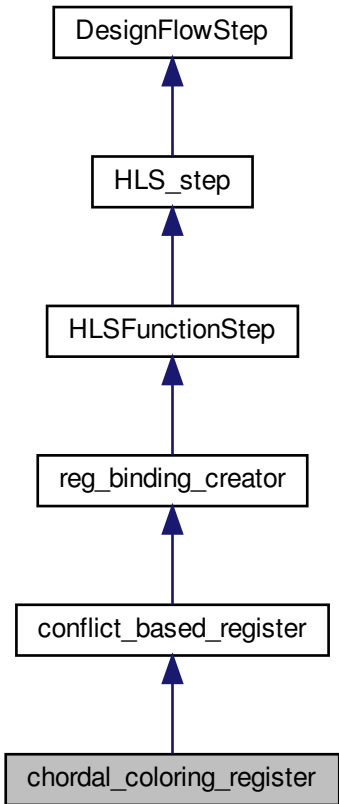 DesignFlowStep
HLS_step
HLSFunctionStep
reg_binding_creator
conflict_based_register
chordal_coloring_register